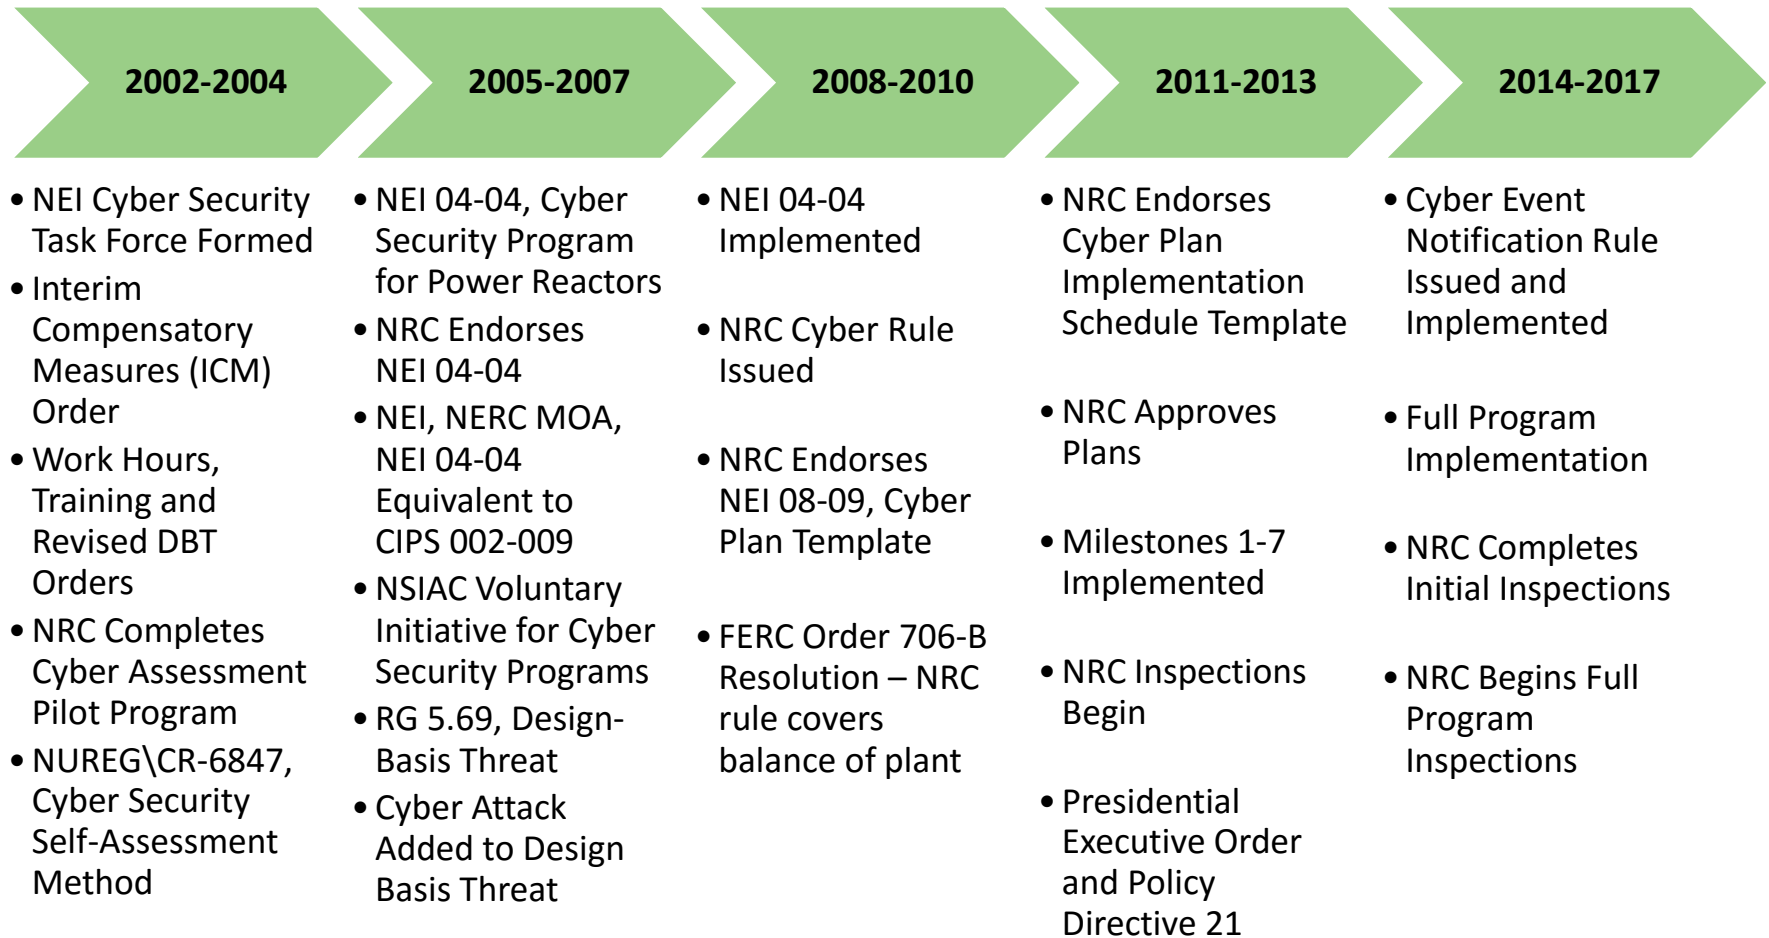 2002-2004
2005-2007
2008-2010
2011-2013
2014-2017
• NEI Cyber Security
Task Force Formed
• Interim
Compensatory
Measures (ICM)
Order
• Work Hours,
Training and
Revised DBT
Orders
• NRC Completes
Cyber Assessment
Pilot Program
• NUREG\CR-6847,
Cyber Security
Self-Assessment
Method
• NEI 04-04, Cyber
Security Program
for Power Reactors
• NRC Endorses
NEI 04-04
• NEI, NERC MOA,
NEI 04-04
Equivalent to
CIPS 002-009
• NSIAC Voluntary
Initiative for Cyber
Security Programs
• RG 5.69, Design-
Basis Threat
• Cyber Attack
Added to Design
Basis Threat
• NEI 04-04
Implemented
• NRC Cyber Rule
Issued
• NRC Endorses
NEI 08-09, Cyber
Plan Template
• FERC Order 706-B
Resolution – NRC
rule covers
balance of plant
• NRC Endorses
Cyber Plan
Implementation
Schedule Template
• NRC Approves
Plans
• Milestones 1-7
Implemented
• NRC Inspections
Begin
• Presidential
Executive Order
and Policy
Directive 21
• Cyber Event
Notification Rule
Issued and
Implemented
• Full Program
Implementation
• NRC Completes
Initial Inspections
• NRC Begins Full
Program
Inspections